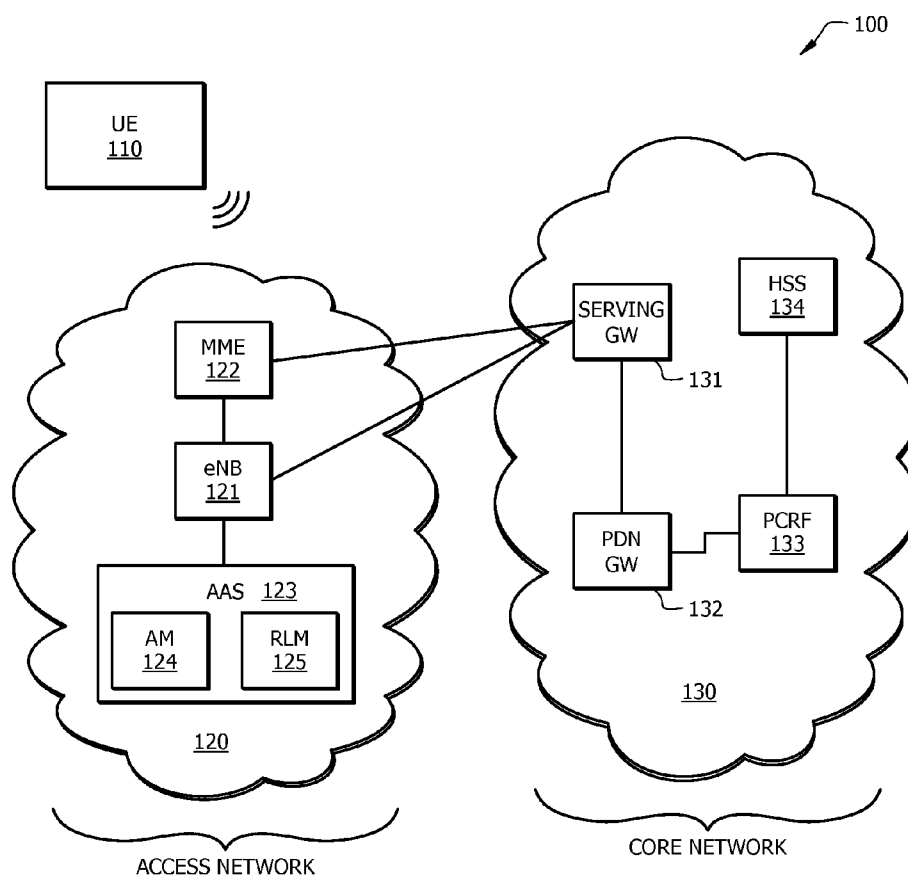 100
UE
110
SERVING
GW
131
HSS
134
MME
122
eNB
121
PDN
GW
132
PCRF
133
AAS 123
AM
124
RLM
125
120
130
ACCESS NETWORK
CORE NETWORK